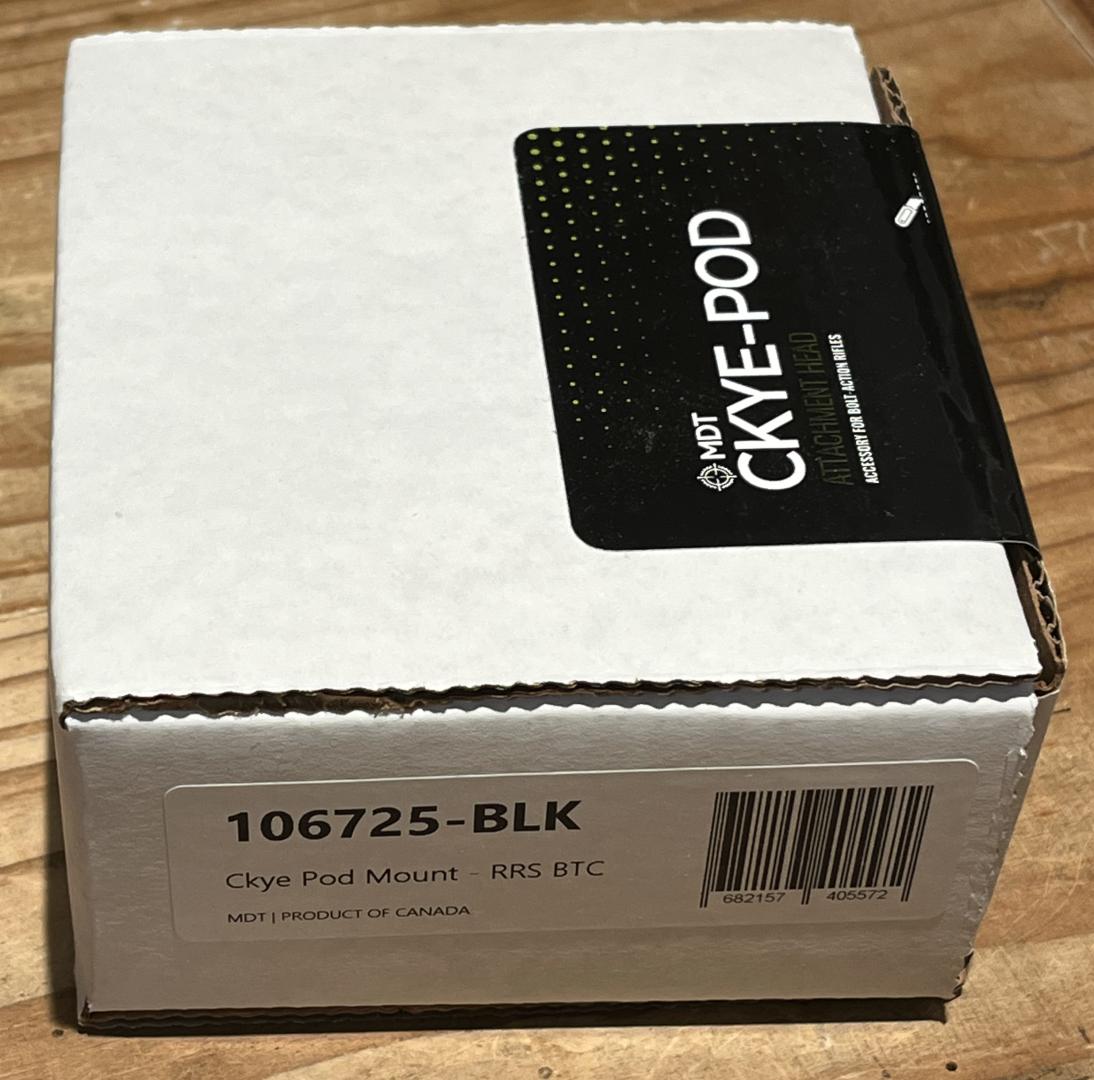 MDT
CKYE-POD
ATTACHMENT HEAD
ACCESSORY FOR BOLT-ACTION RIFLES
106725-BLK
Ckye Pod Mount - RRS BTC
MDT | PRODUCT OF CANADA
682157 405572